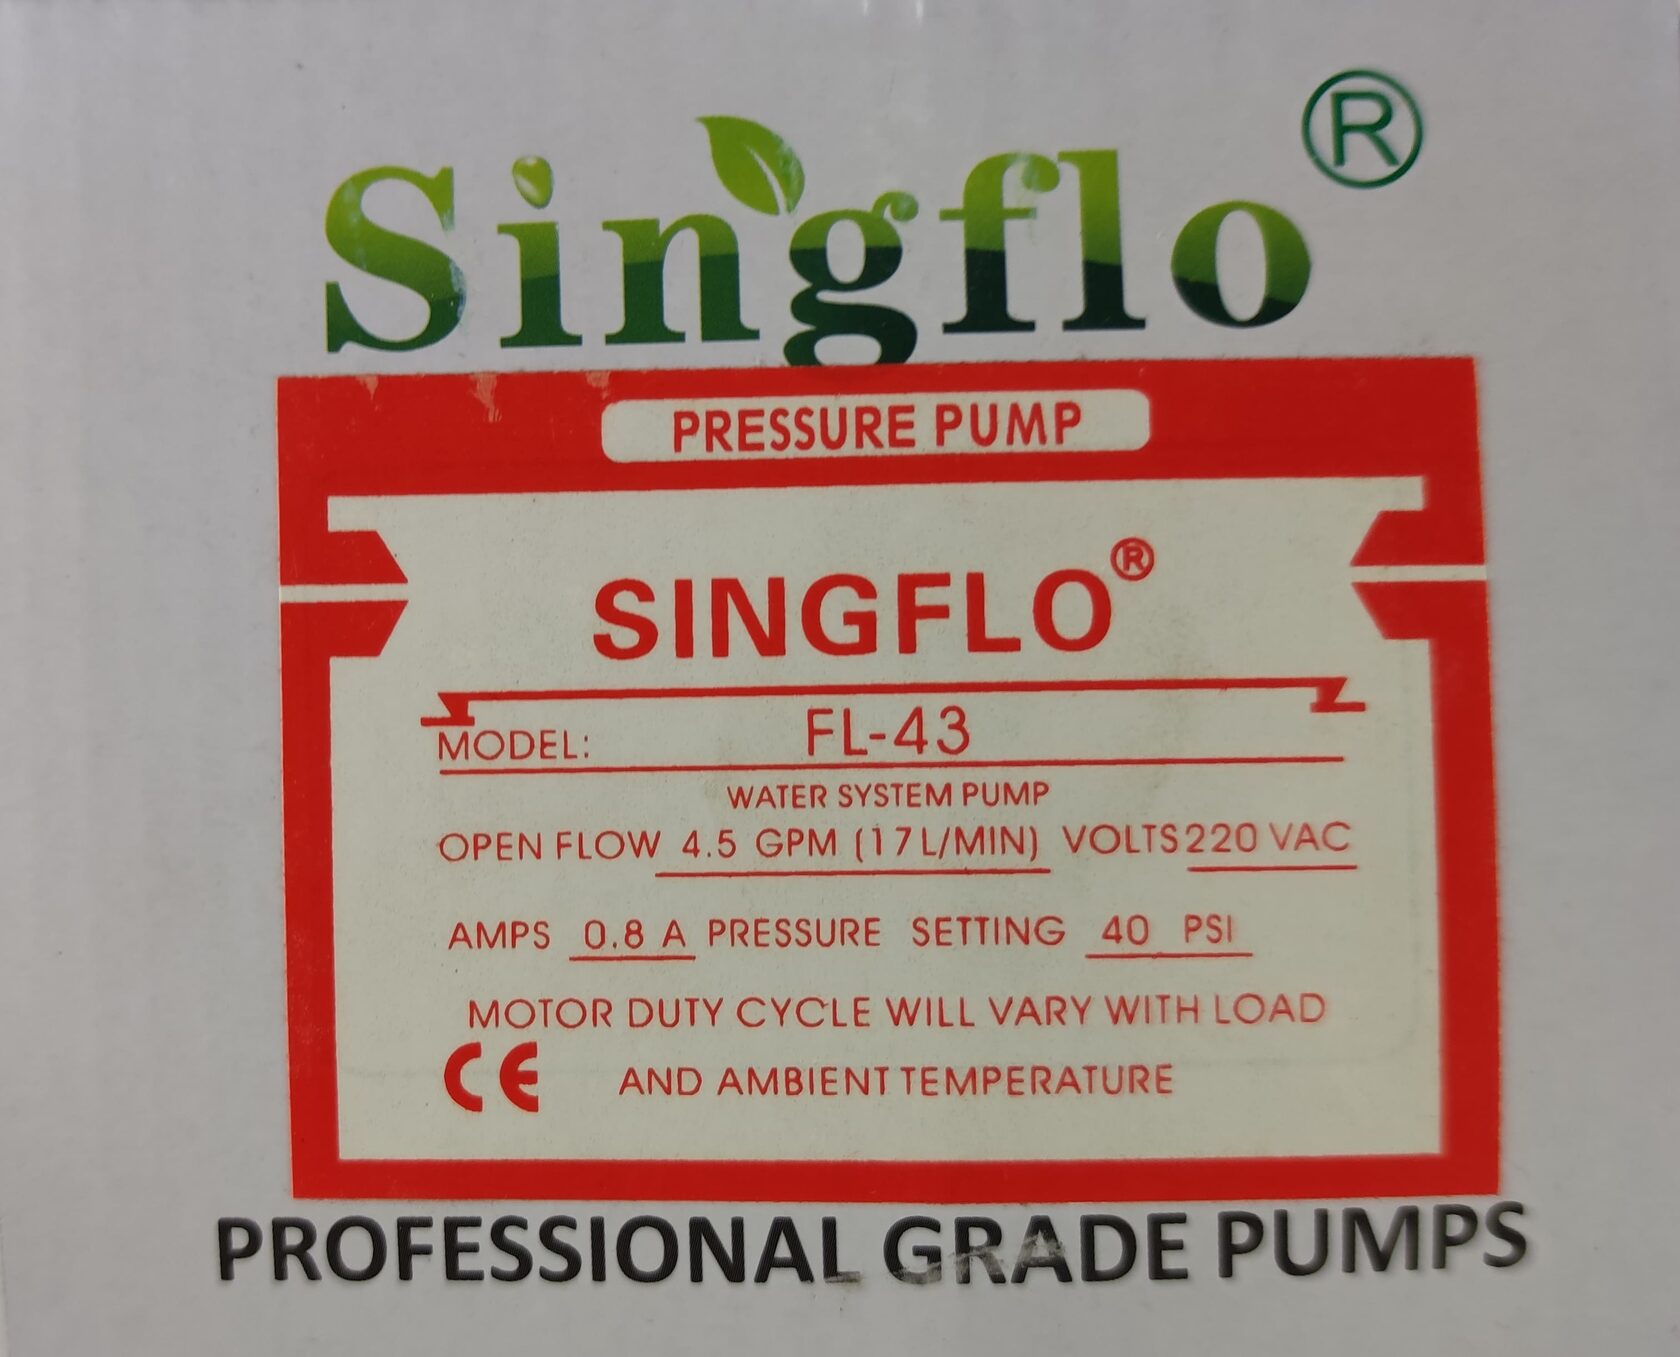 Singflo®
PRESSURE PUMP
SINGFLO®
MODEL: FL-43
WATER SYSTEM PUMP
OPEN FLOW 4.5 GPM (17L/MIN) VOLTS 220 VAC
AMPS 0.8 A PRESSURE SETTING 40 PSI
MOTOR DUTY CYCLE WILL VARY WITH LOAD
CE AND AMBIENT TEMPERATURE
PROFESSIONAL GRADE PUMPS